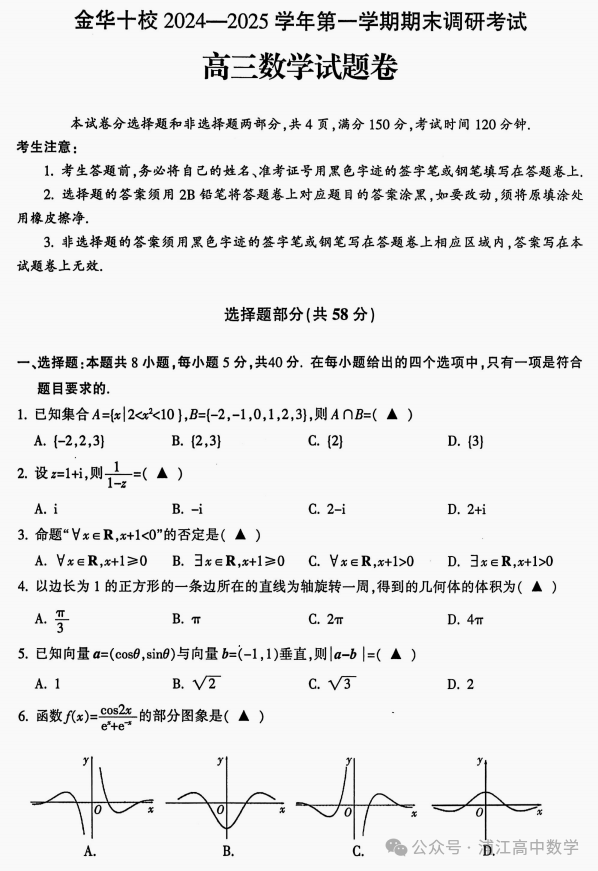 金华十校 2024—2025 学年第一学期期末调研考试
高三数学试题卷
本试卷分选择题和非选择题两部分,共 4 页,满分 150 分,考试时间 120 分钟.
考生注意:
1. 考生答题前,务必将自己的姓名、准考证号用黑色字迹的签字笔或钢笔填写在答题卷上.
2. 选择题的答案须用 2B 铅笔将答题卷上对应题目的答案涂黑,如要改动,须将原填涂处
用橡皮擦净.
3. 非选择题的答案须用黑色字迹的签字笔或钢笔写在答题卷上相应区域内,答案写在本
试题卷上无效.
选择题部分(共 58 分)
一、选择题:本题共 8 小题,每小题 5 分,共40分. 在每小题给出的四个选项中,只有一项是符合
题目要求的.
1. 已知集合 A={x|2<x²<10 },B={-2,-1,0,1,2,3},则 A∩B=( ▲ )
A. {-2,2,3} B. {2,3} C. {2} D. {3}
2. 设 z=1+i,则 1/(1-z) =( ▲ )
A. i B. -i C. 2-i D. 2+i
3. 命题“∀x∈R,x+1<0”的否定是( ▲ )
A. ∀x∈R,x+1≥0 B. ∃x∈R,x+1≥0 C. ∀x∈R,x+1>0 D. ∃x∈R,x+1>0
4. 以边长为 1 的正方形的一条边所在的直线为轴旋转一周,得到的几何体的体积为( ▲ )
A. π/3 B. π C. 2π D. 4π
5. 已知向量 a=(cosθ,sinθ)与向量 b=(-1,1)垂直,则|a-b |=( ▲ )
A. 1 B. √2 C. √3 D. 2
6. 函数 f(x)= cos2x/(eˣ+e⁻ˣ) 的部分图象是( ▲ )
y y y y
O x O x O x O x
A. B. C. D.
公众号 · 浦江高中数学